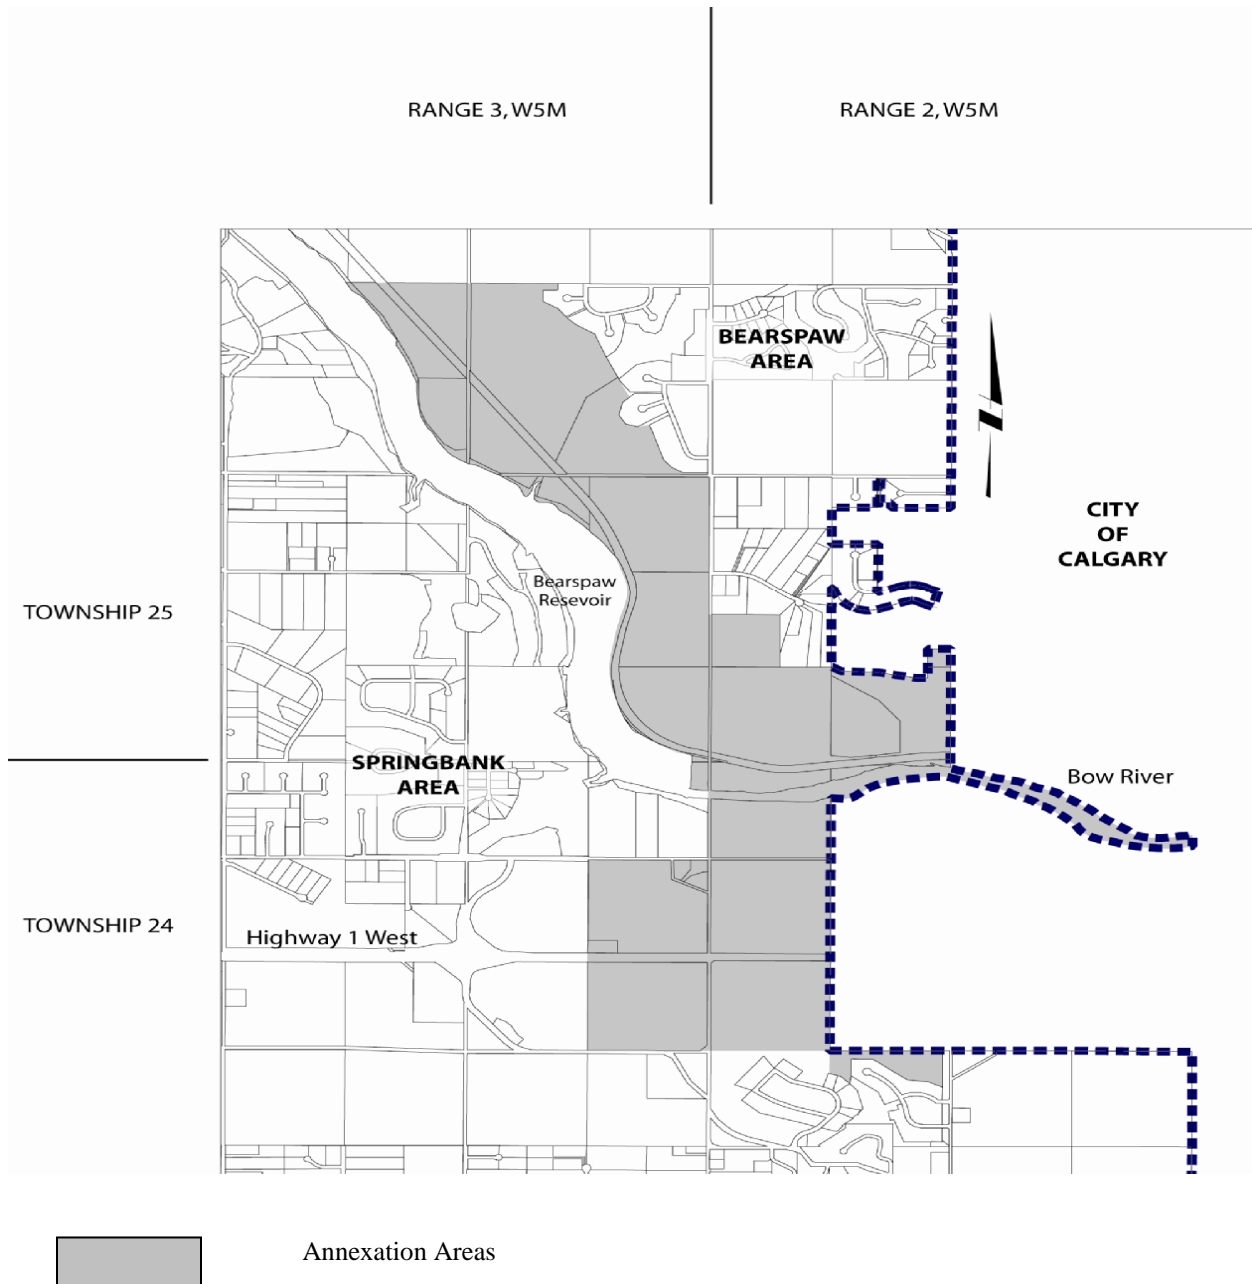 RANGE 3, W5M
RANGE 2, W5M
BEARSPAW
AREA
CITY
OF
CALGARY
Bearspaw
Resevoir
TOWNSHIP 25
SPRINGBANK
AREA
Bow River
TOWNSHIP 24
Highway 1 West
Annexation Areas